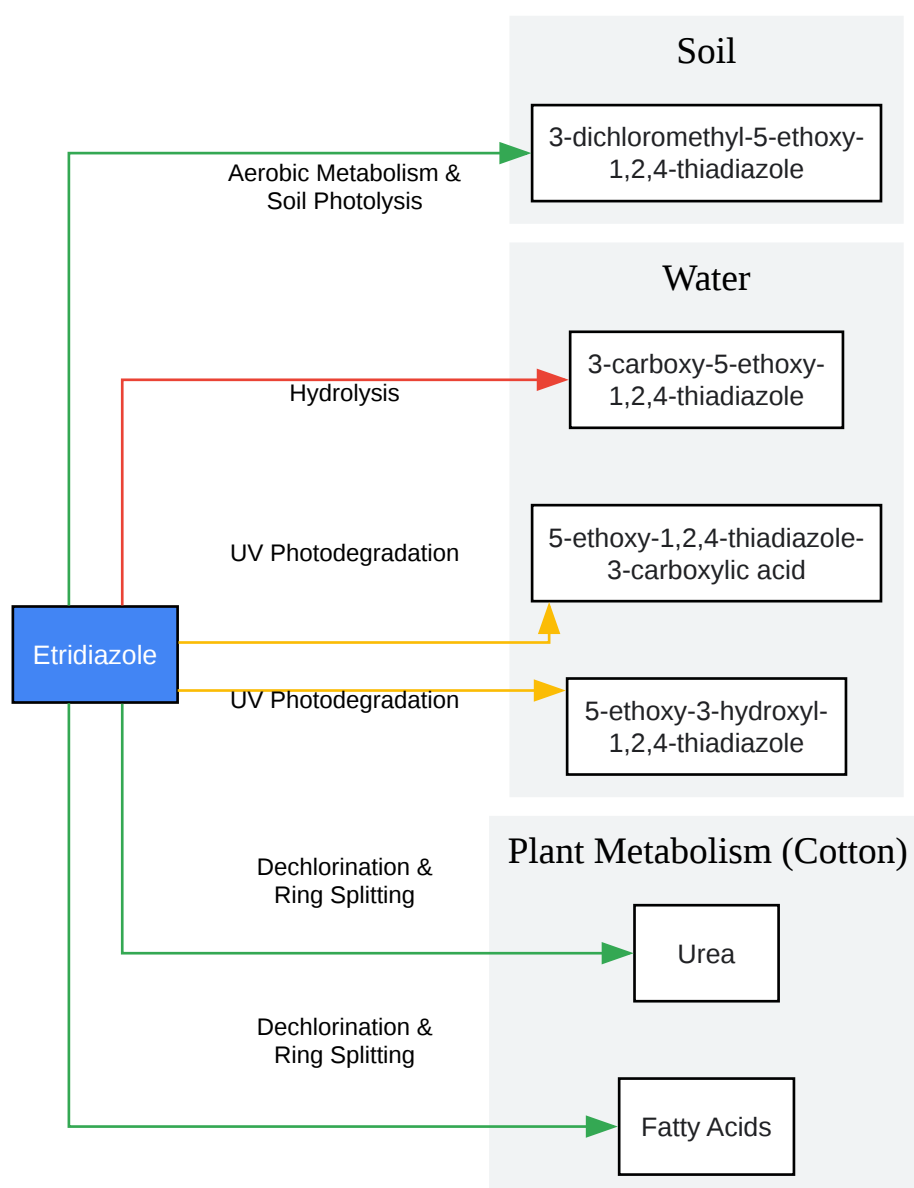 Soil
3-dichloromethyl-5-ethoxy-
1,2,4-thiadiazole
Aerobic Metabolism &
Soil Photolysis
Water
3-carboxy-5-ethoxy-
1,2,4-thiadiazole
Hydrolysis
5-ethoxy-1,2,4-thiadiazole-
3-carboxylic acid
UV Photodegradation
Etridiazole
UV Photodegradation
5-ethoxy-3-hydroxyl-
1,2,4-thiadiazole
Plant Metabolism (Cotton)
Dechlorination &
Ring Splitting
Urea
Dechlorination &
Ring Splitting
Fatty Acids